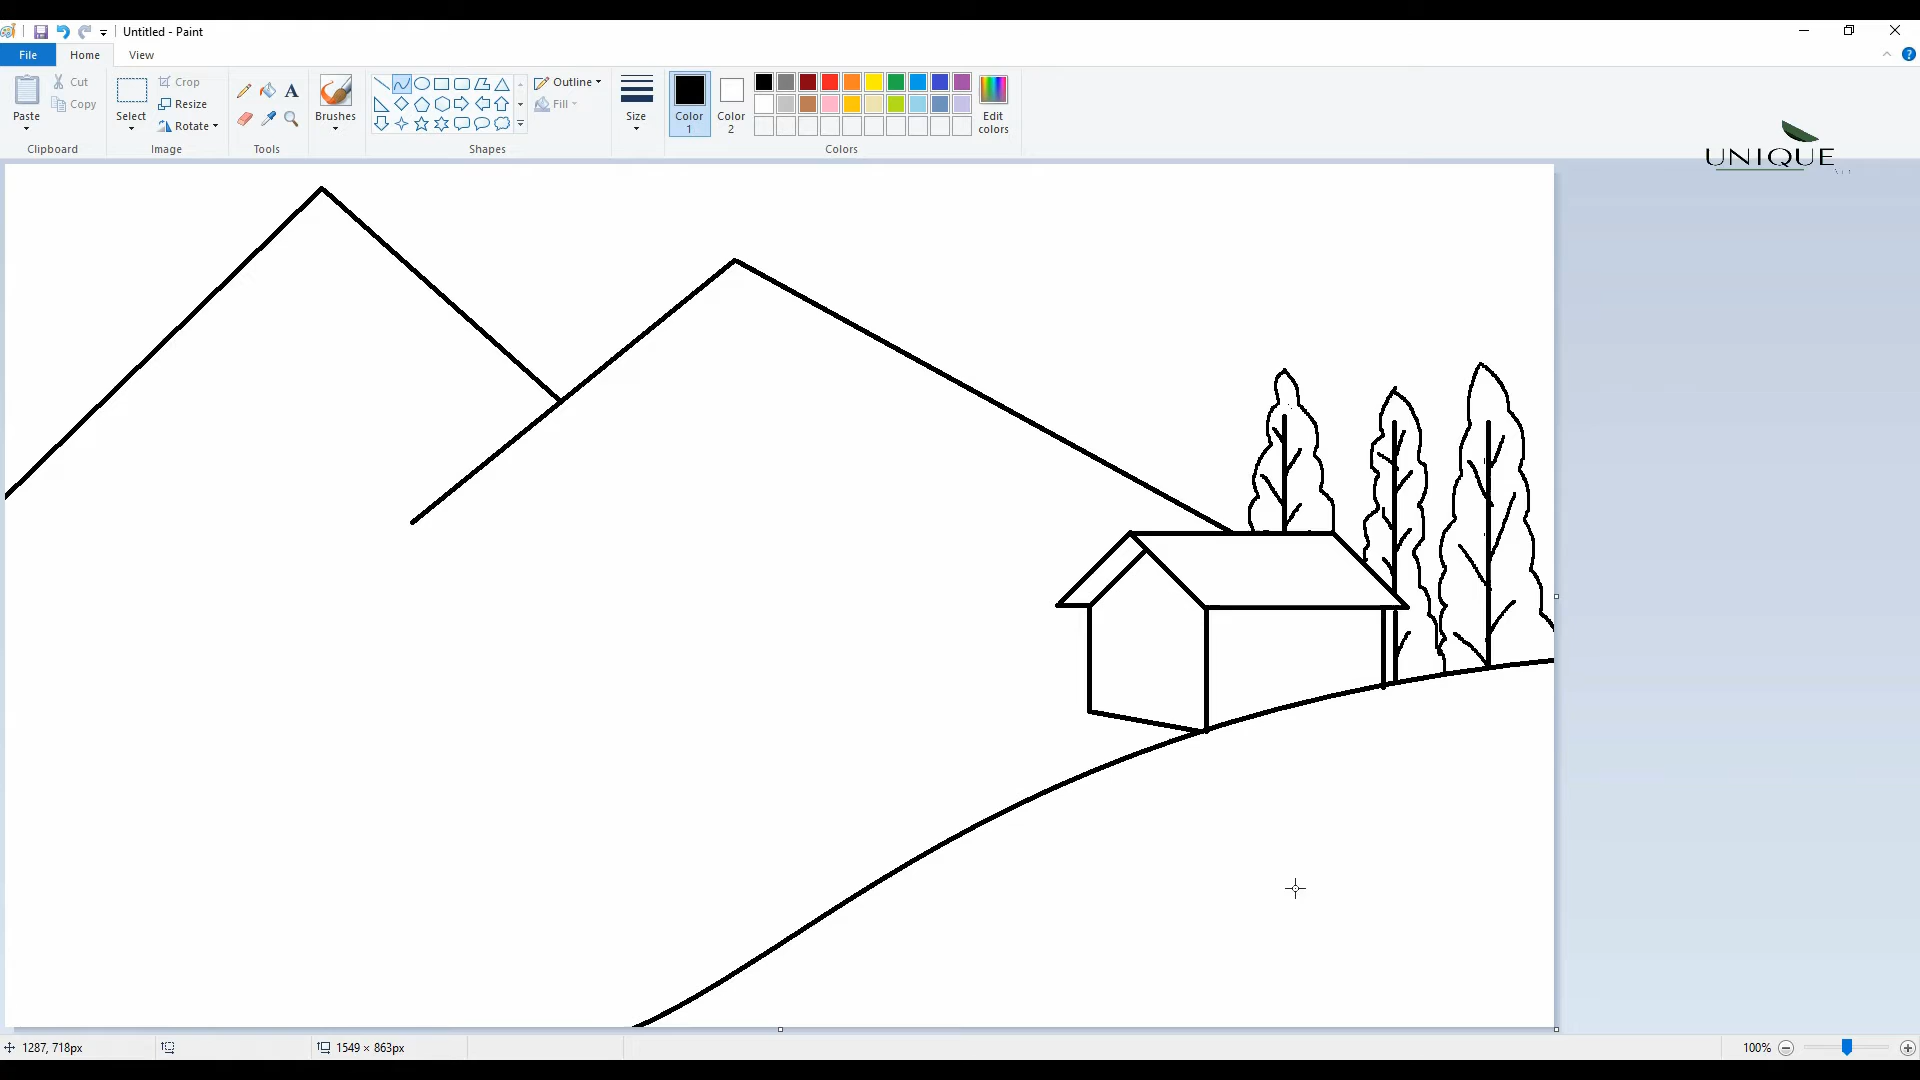 Untitled - Paint
File Home View
Paste
Cut
Copy
Clipboard
Select
Crop
Resize
Rotate
Image
A
Tools
Brushes
Outline
Fill
Shapes
Size
Color
1
Color
2
Edit
colors
Colors
UNIQUE
1287, 718px
1549 × 863px
100%